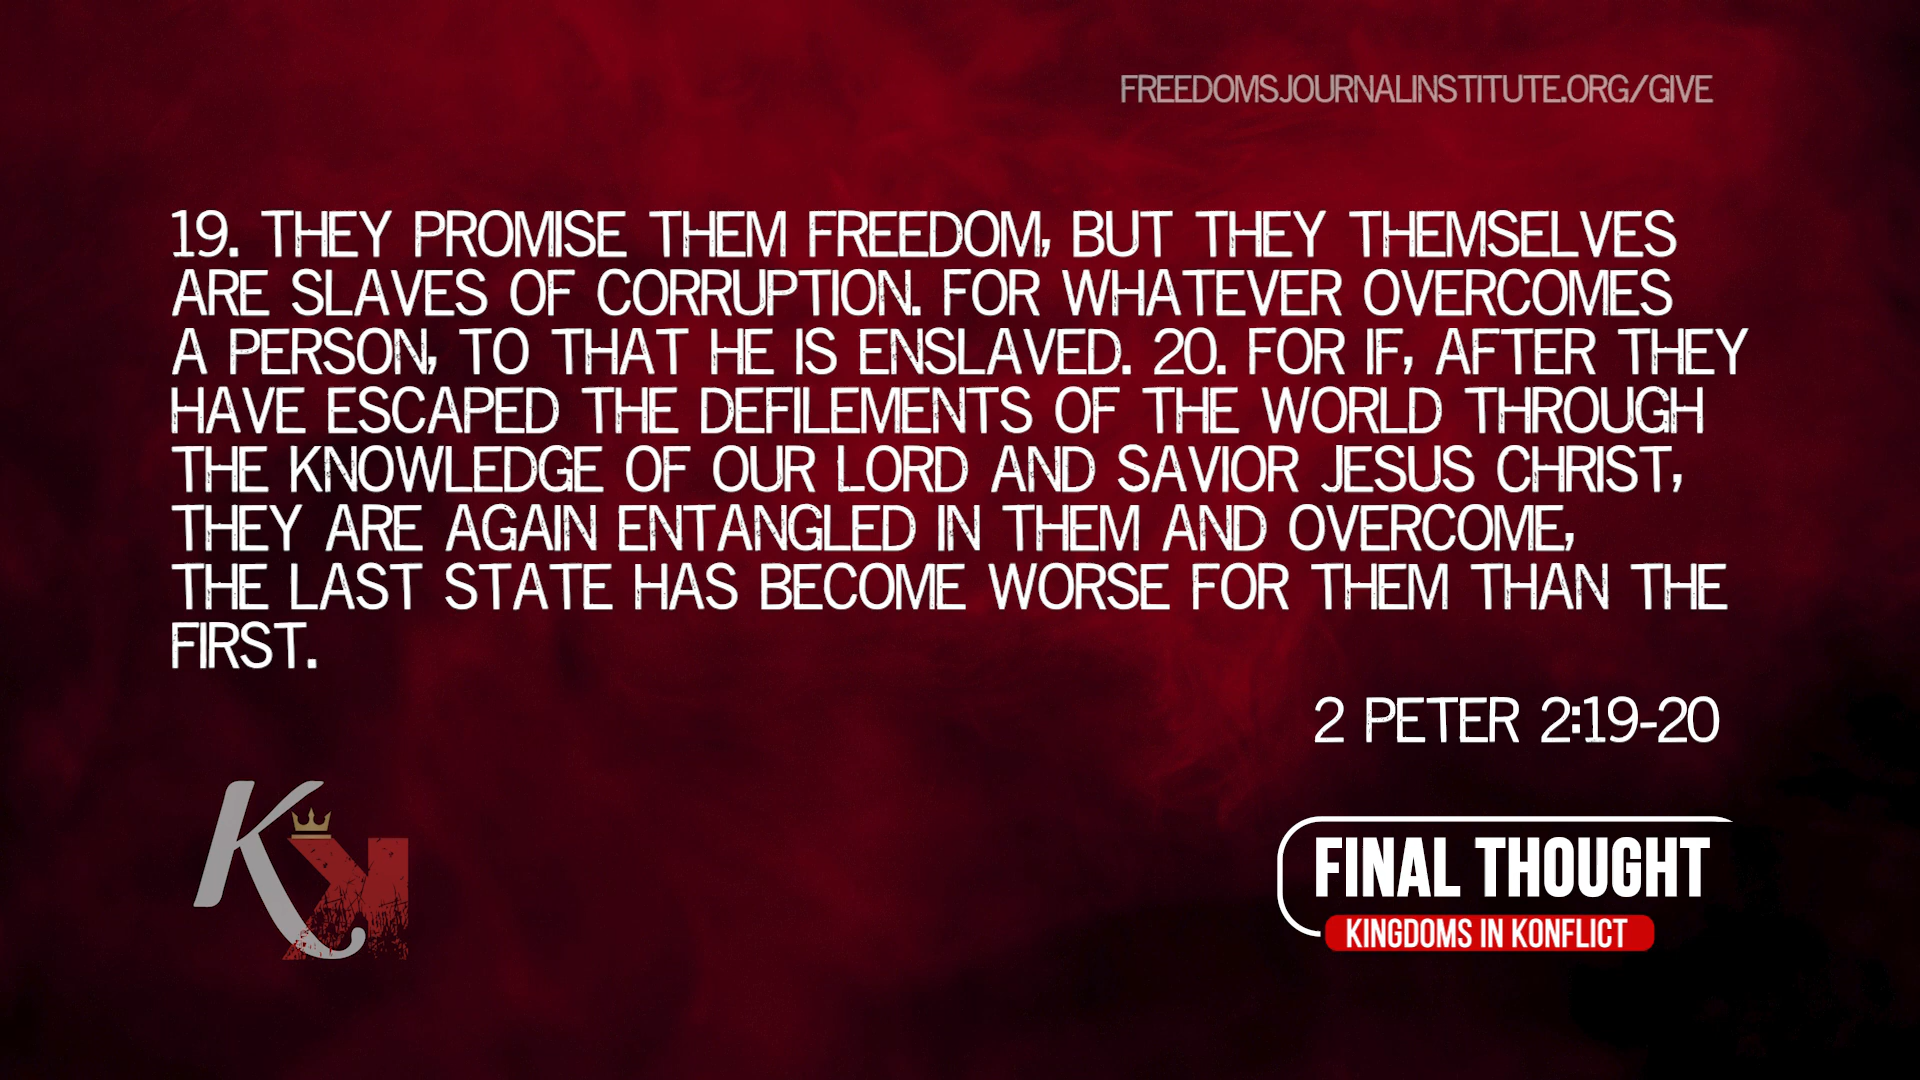 FREEDOMSJOURNALINSTITUTE.ORG/GIVE
19. THEY PROMISE THEM FREEDOM, BUT THEY THEMSELVES
ARE SLAVES OF CORRUPTION. FOR WHATEVER OVERCOMES
A PERSON, TO THAT HE IS ENSLAVED. 20. FOR IF, AFTER THEY
HAVE ESCAPED THE DEFILEMENTS OF THE WORLD THROUGH
THE KNOWLEDGE OF OUR LORD AND SAVIOR JESUS CHRIST,
THEY ARE AGAIN ENTANGLED IN THEM AND OVERCOME,
THE LAST STATE HAS BECOME WORSE FOR THEM THAN THE
FIRST.
2 PETER 2:19-20
KK
FINAL THOUGHT
KINGDOMS IN KONFLICT